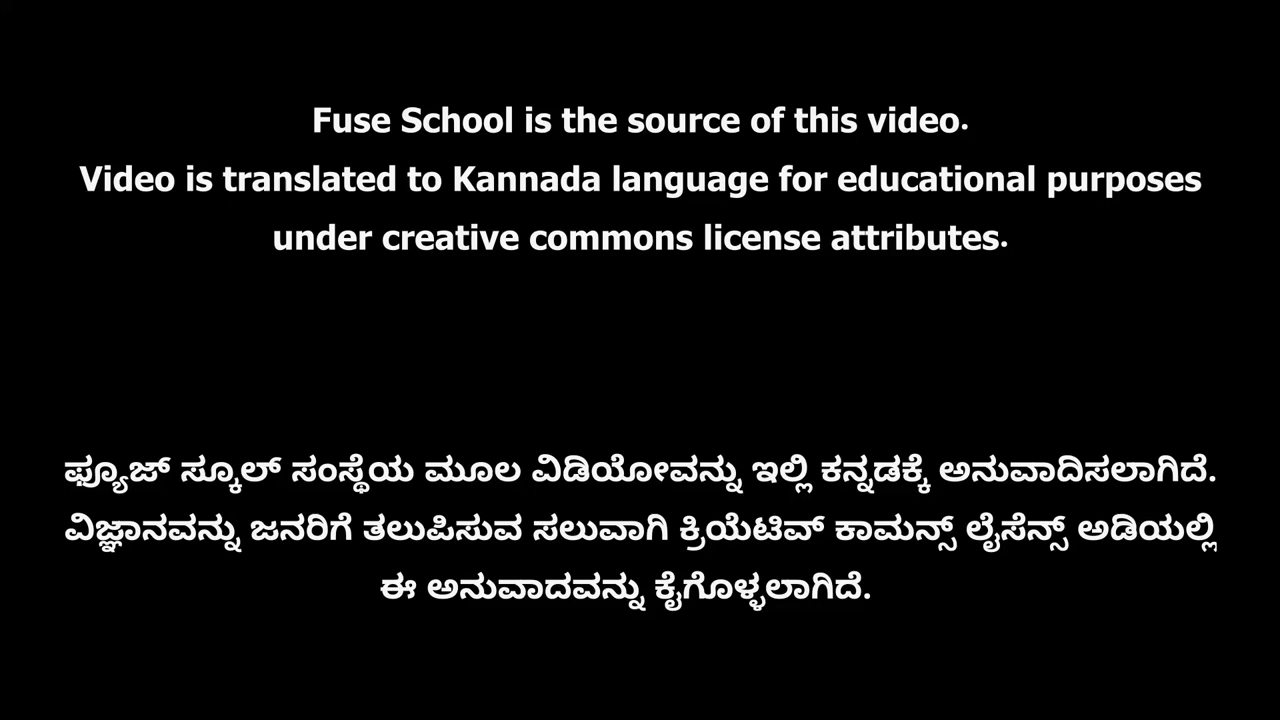 Fuse School is the source of this video.
Video is translated to Kannada language for educational purposes
under creative commons license attributes.
ಫ್ಯೂಜ್ ಸ್ಕೂಲ್ ಸಂಸ್ಥೆಯ ಮೂಲ ವಿಡಿಯೋವನ್ನು ಇಲ್ಲಿ ಕನ್ನಡಕ್ಕೆ ಅನುವಾದಿಸಲಾಗಿದೆ.
ವಿಜ್ಞಾನವನ್ನು ಜನರಿಗೆ ತಲುಪಿಸುವ ಸಲುವಾಗಿ ಕ್ರಿಯೆಟಿವ್ ಕಾಮನ್ಸ್ ಲೈಸೆನ್ಸ್ ಅಡಿಯಲ್ಲಿ
ಈ ಅನುವಾದವನ್ನು ಕೈಗೊಳ್ಳಲಾಗಿದೆ.